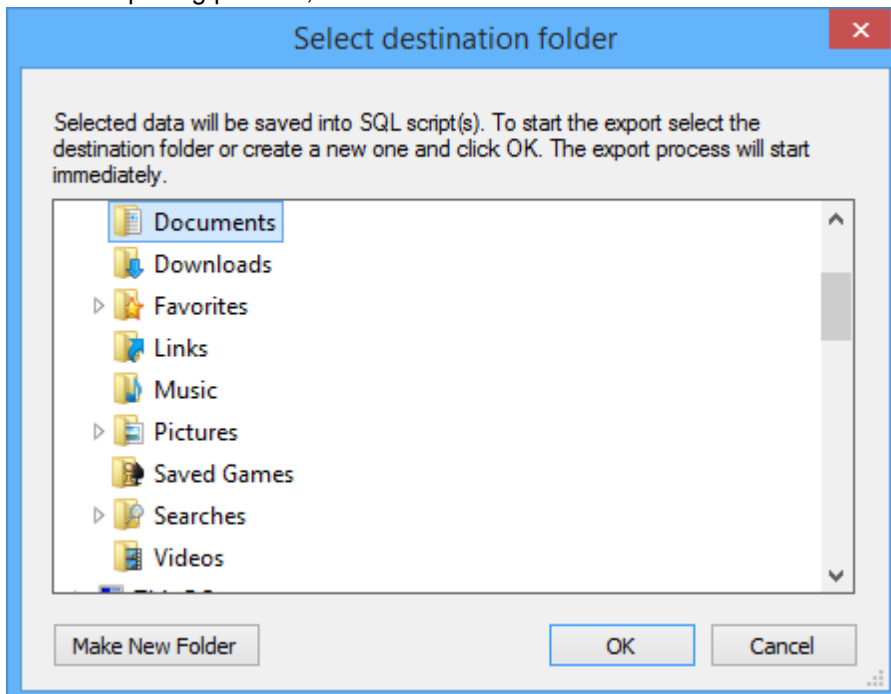 Select destination folder
Selected data will be saved into SQL script(s). To start the export select the
destination folder or create a new one and click OK. The export process will start
immediately.
Documents
Downloads
Favorites
Links
Music
Pictures
Saved Games
Searches
Videos
Make New Folder
OK
Cancel